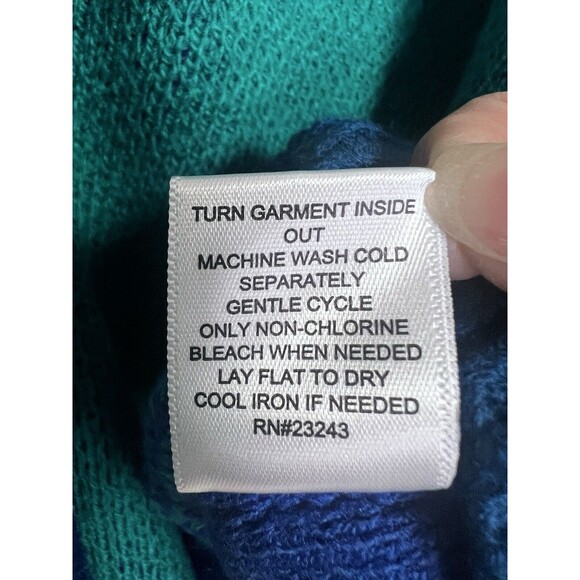 TURN GARMENT INSIDE
OUT
MACHINE WASH COLD
SEPARATELY
GENTLE CYCLE
ONLY NON-CHLORINE
BLEACH WHEN NEEDED
LAY FLAT TO DRY
COOL IRON IF NEEDED
RN#23243